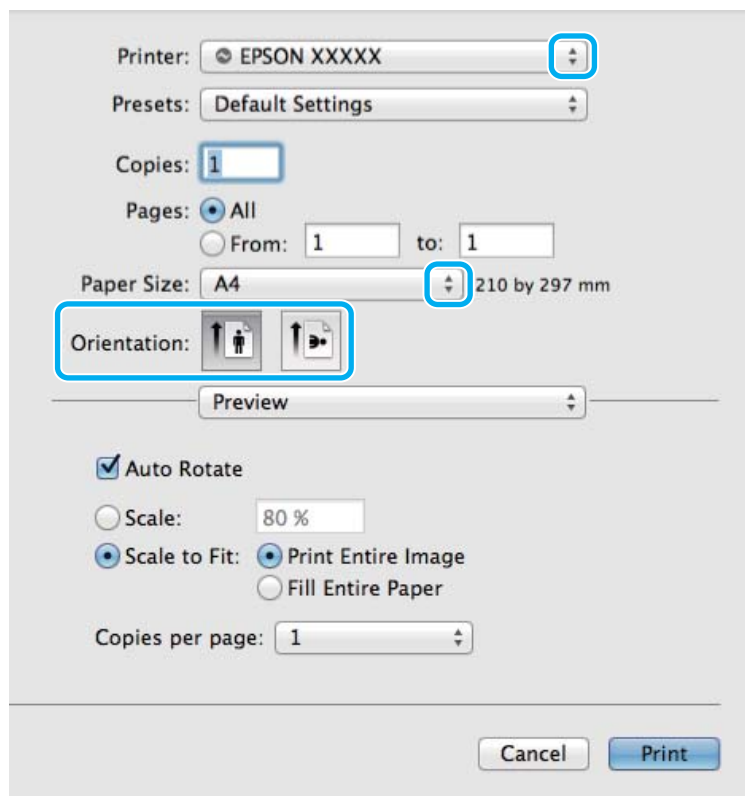 Printer: EPSON XXXXX
Presets: Default Settings
Copies: 1
Pages: All
From: 1 to: 1
Paper Size: A4 210 by 297 mm
Orientation:
Preview
Auto Rotate
Scale: 80 %
Scale to Fit: Print Entire Image
Fill Entire Paper
Copies per page: 1
Cancel Print